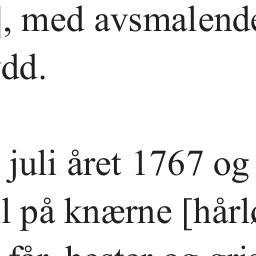 , med avsmalende
dd.
juli året 1767 og
l på knærne [hårl
får, hester og gris